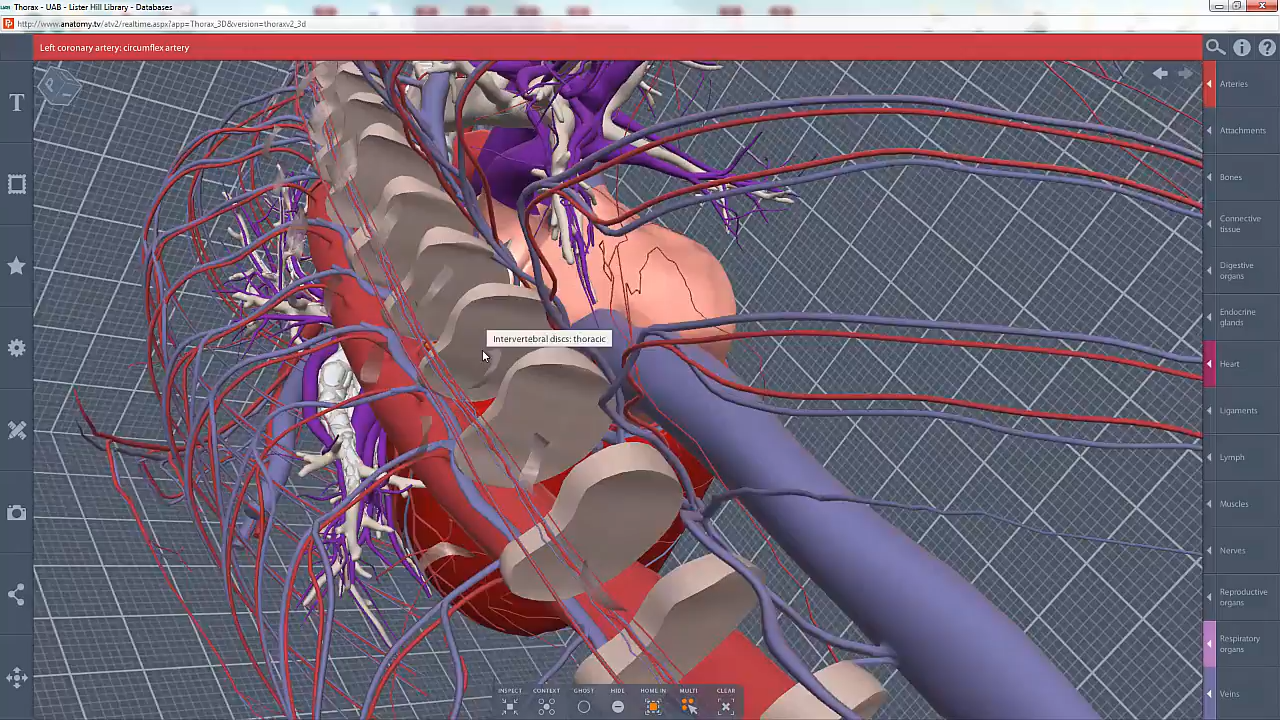 Thorax - UAB - Lister Hill Library - Databases
http://www.anatomy.tv/atv2/realtime.aspx?app=Thorax_3D&version=thoraxv2_3d
Left coronary artery: circumflex artery
T
Arteries
Attachments
Bones
Connective
tissue
Digestive
organs
Endocrine
glands
Heart
Ligaments
Lymph
Muscles
Nerves
Reproductive
organs
Respiratory
organs
Veins
Intervertebral discs: thoracic
INSPECT CONTEXT GHOST HIDE HOME IN MULTI CLEAR